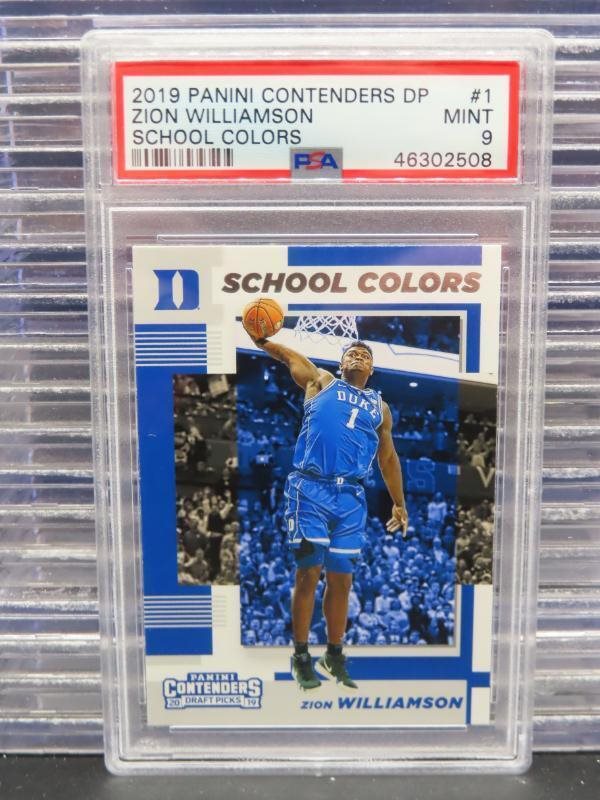 2019 PANINI CONTENDERS DP #1
ZION WILLIAMSON MINT
SCHOOL COLORS 9
PSA 46302508
D SCHOOL COLORS
DUKE
1
D
PANINI
CONTENDERS
20 DRAFT PICKS 19
ZION WILLIAMSON